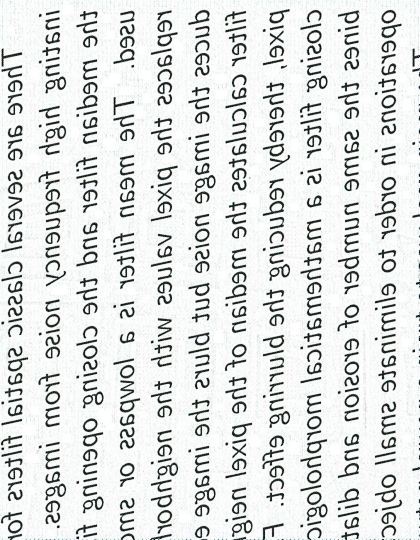 There are several classic spatial filters fo
inating high frequency noise from images.
the median filter and the closing opening fi
used. The mean filter is a lowpass or smo
replaces the pixel values with the neighbor
duces the image noise but blurs the image e
filter calculates the median of the pixel neig
pixel, thereby reducing the blurring effect. F
closing filter is a mathematical morphologic
bines the same number of erosion and dilat
operations in order to eliminate small objec